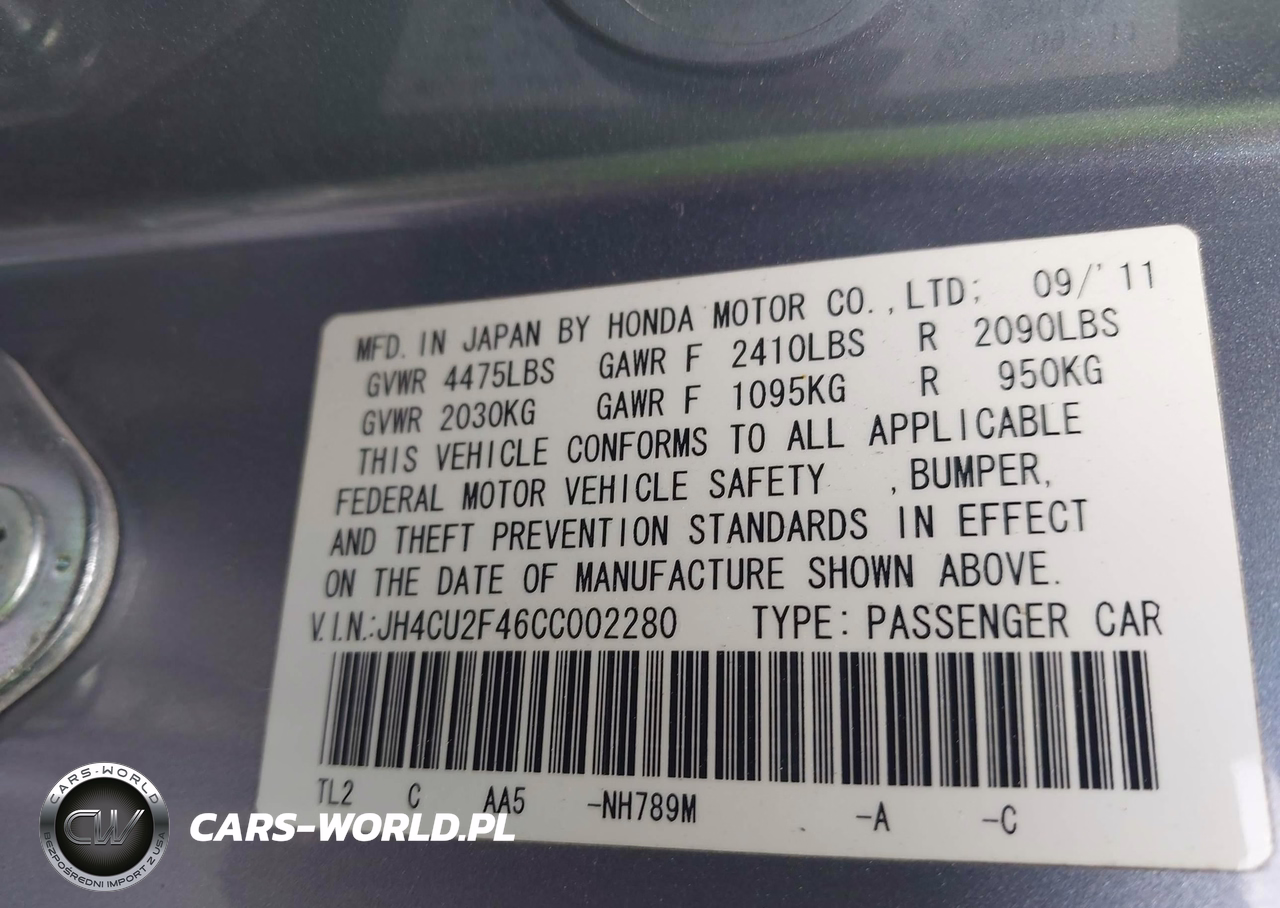 MFD. IN JAPAN BY HONDA MOTOR CO., LTD; 09/'11
GVWR 4475LBS GAWR F 2410LBS R 2090LBS
GVWR 2030KG GAWR F 1095KG R 950KG
THIS VEHICLE CONFORMS TO ALL APPLICABLE
FEDERAL MOTOR VEHICLE SAFETY , BUMPER,
AND THEFT PREVENTION STANDARDS IN EFFECT
ON THE DATE OF MANUFACTURE SHOWN ABOVE.
V.I.N.:JH4CU2F46CC002280 TYPE: PASSENGER CAR
TL2 C AA5 -NH789M -A -C
CARS-WORLD
CW
BEZPOŚREDNI IMPORT Z USA
CARS-WORLD.PL